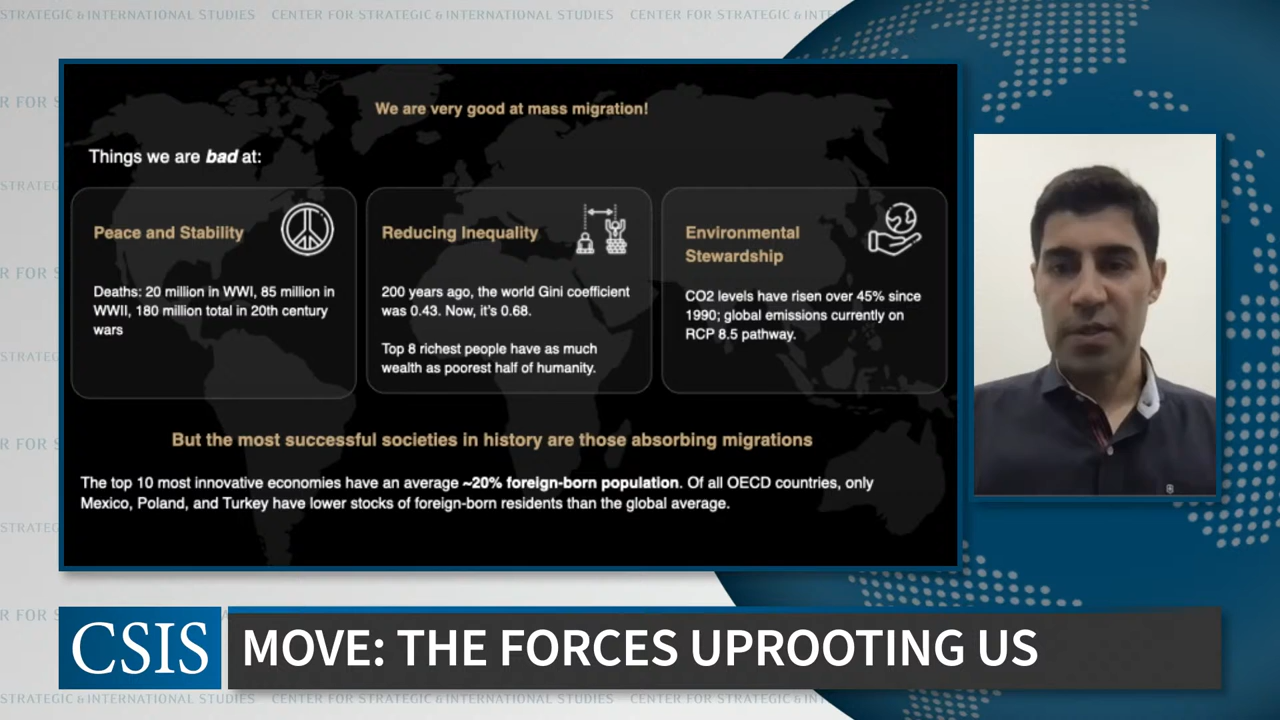 CENTER FOR STRATEGIC & INTERNATIONAL STUDIES
STRATEGIC & INTERNATIONAL STUDIES
CENTER FOR STRATEGIC & INTERNATIONAL STUDIES
We are very good at mass migration!
Things we are bad at:
Peace and Stability
Deaths: 20 million in WWI, 85 million in
WWII, 180 million total in 20th century
wars
Reducing Inequality
200 years ago, the world Gini coefficient
was 0.43. Now, it's 0.68.
Top 8 richest people have as much
wealth as poorest half of humanity.
Environmental
Stewardship
CO2 levels have risen over 45% since
1990; global emissions currently on
RCP 8.5 pathway.
But the most successful societies in history are those absorbing migrations
The top 10 most innovative economies have an average ~20% foreign-born population. Of all OECD countries, only
Mexico, Poland, and Turkey have lower stocks of foreign-born residents than the global average.
CSIS
MOVE: THE FORCES UPROOTING US
STRATEGIC & INTERNATIONAL STUDIES
CENTER FOR STRATEGIC & INTERNATIONAL STUDIES